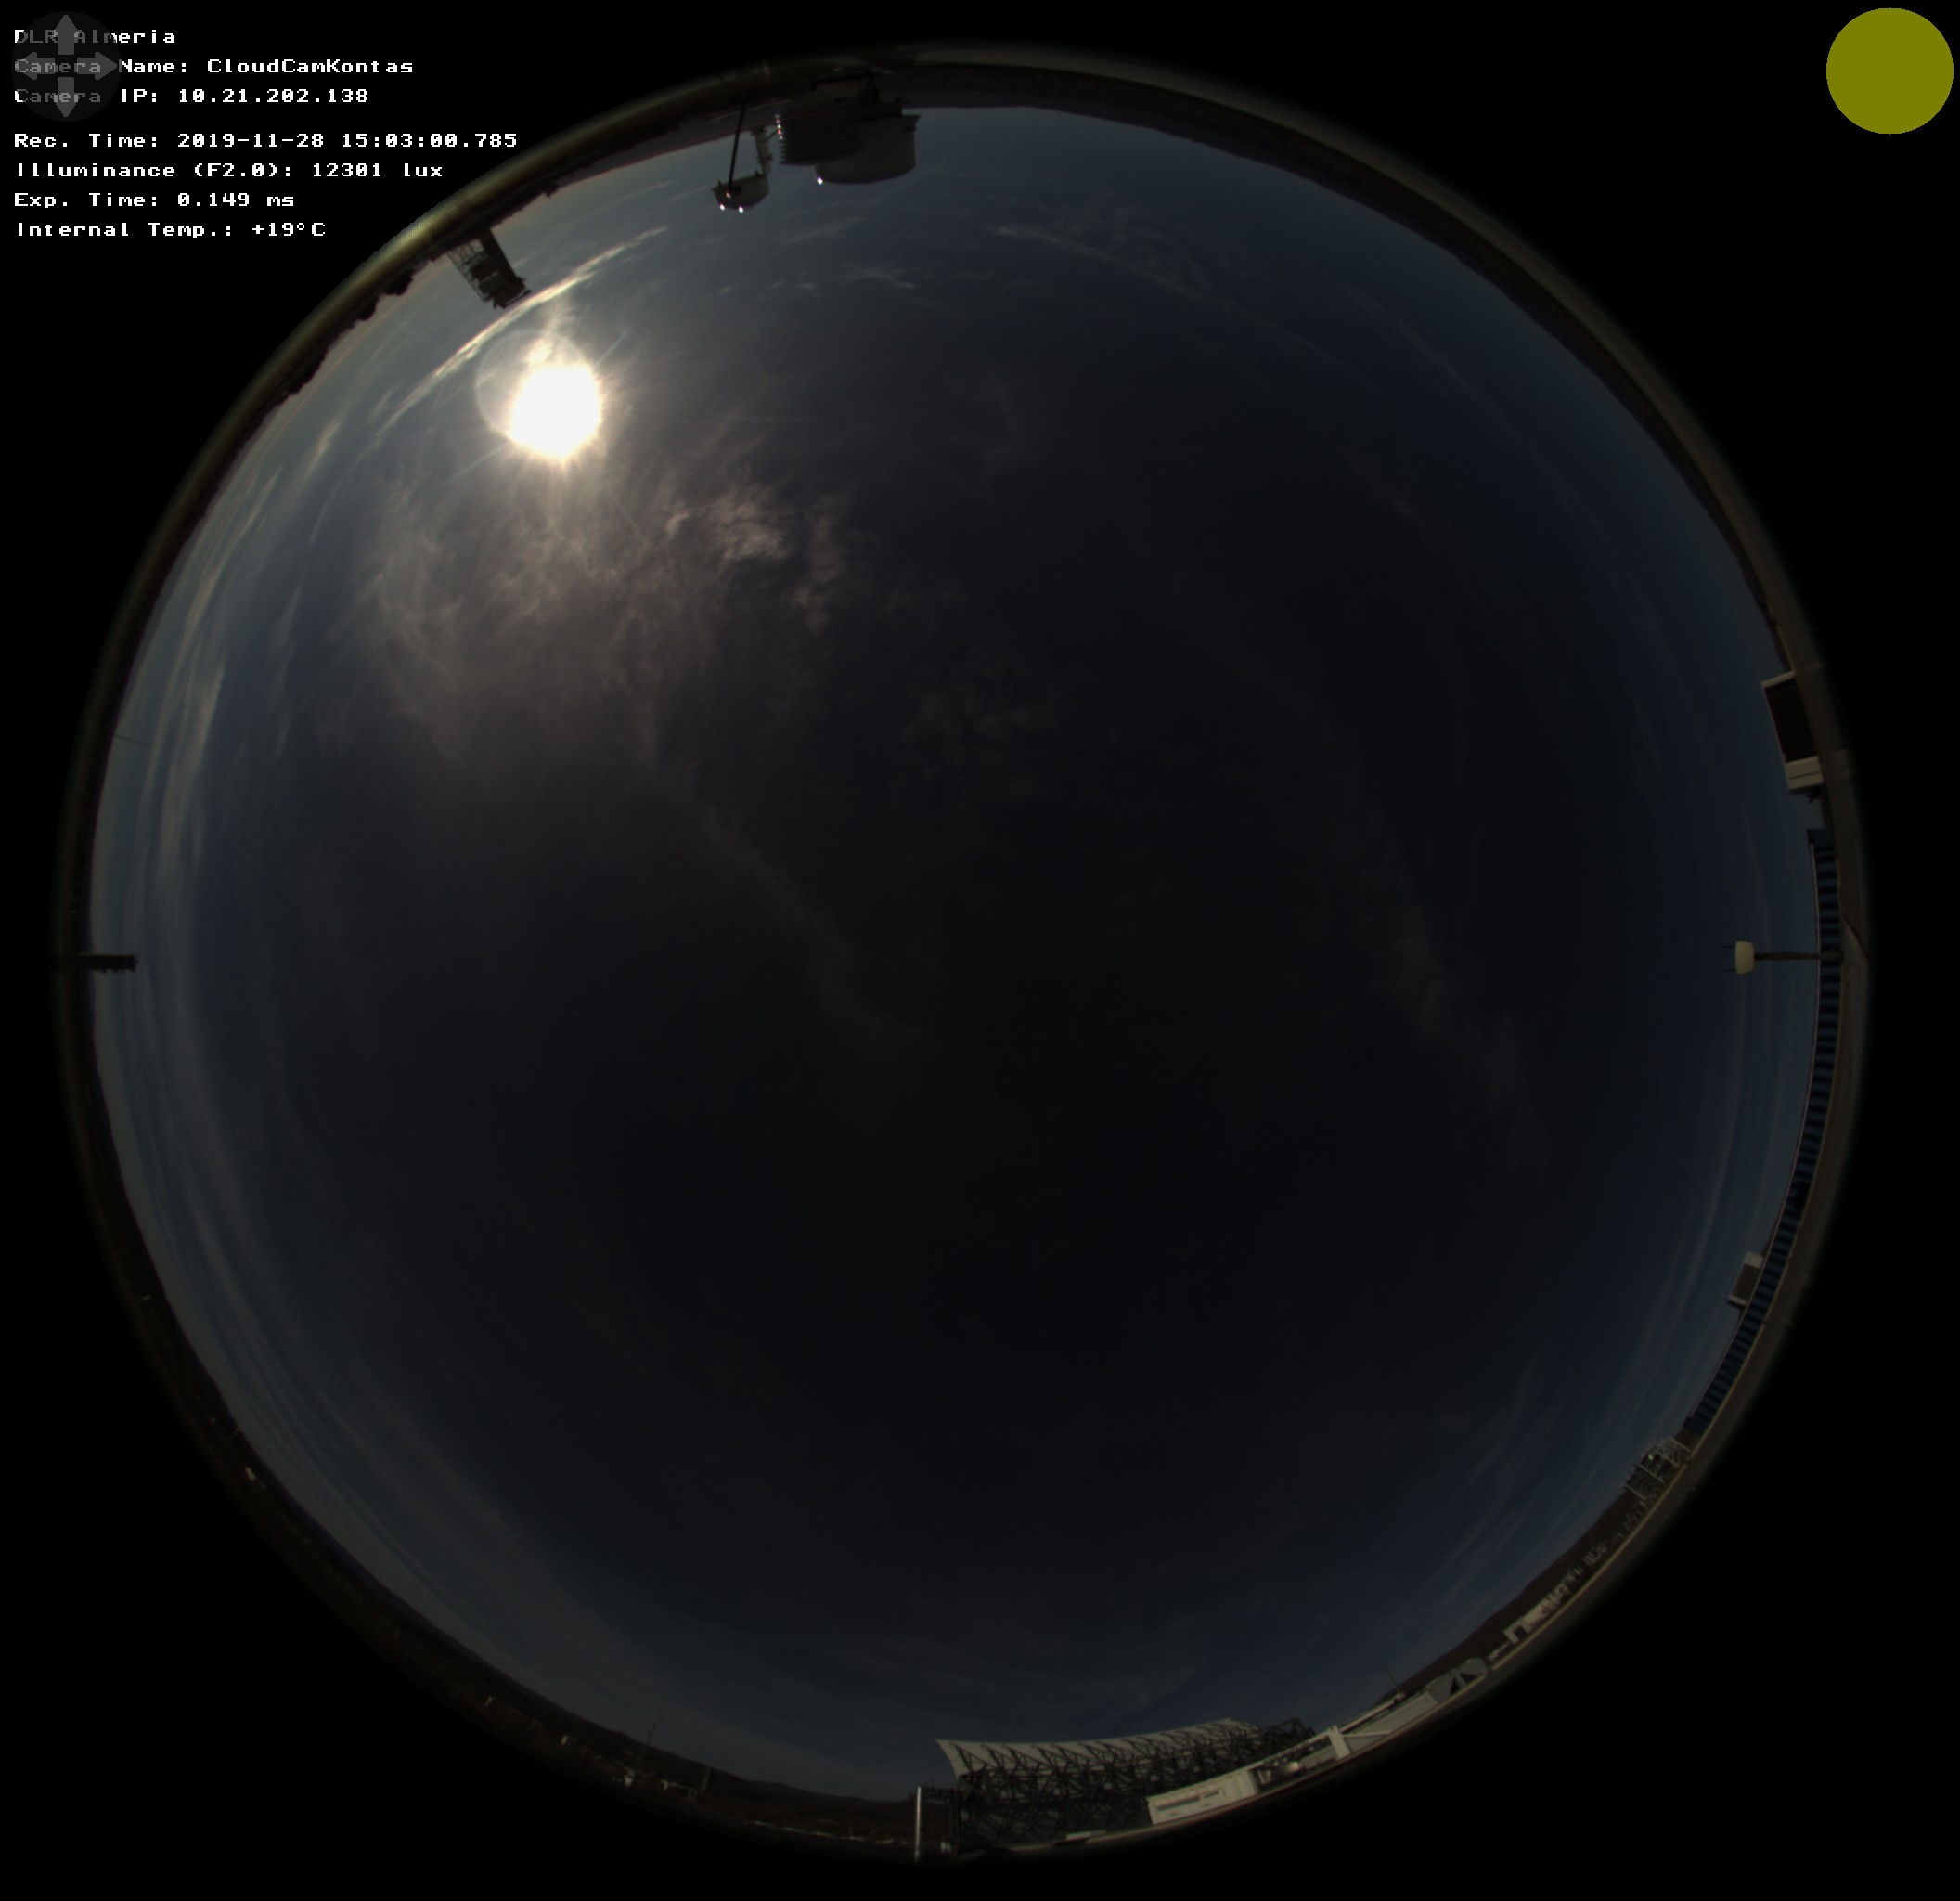 DLR Almeria
Camera Name: CloudCamKontas
Camera IP: 10.21.202.138
Rec. Time: 2019-11-28 15:03:00.785
Illuminance (F2.0): 12301 lux
Exp. Time: 0.149 ms
Internal Temp.: +19°C